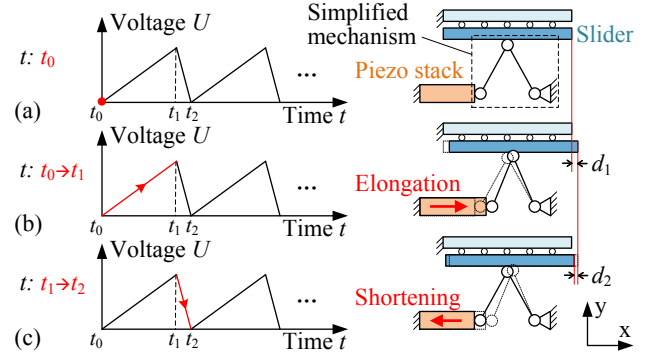 Voltage U
t: t0
(a)
t0
t1
t2
Time t
...
Simplified
mechanism
Slider
Piezo stack
Voltage U
t: t0→t1
(b)
t0
t1
t2
Time t
...
Elongation
d1
Voltage U
t: t1→t2
(c)
t0
t1
t2
Time t
...
Shortening
d2
y
x